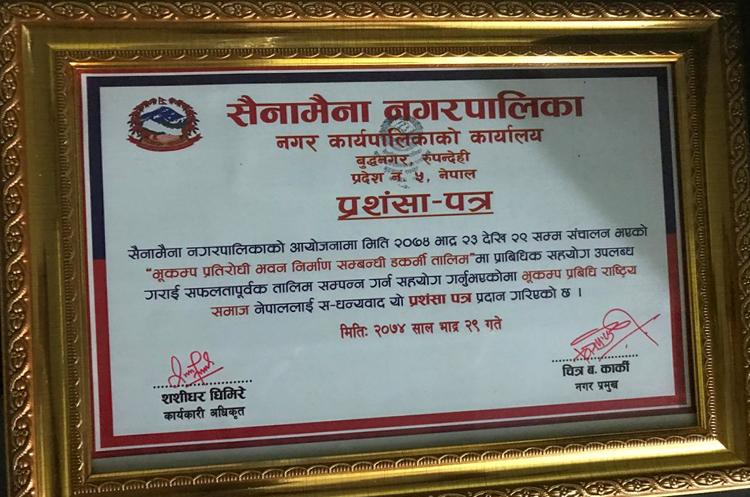 सैनामैना नगरपालिका
नगर कार्यपालिकाको कार्यालय
बुद्धनगर, रुपन्देही
प्रदेश नं. ५, नेपाल
प्रशंसा-पत्र
सैनामैना नगरपालिकाको आयोजनामा मिति २०७४ भाद्र २३ देखि २९ सम्म संचालन भएको
"भूकम्प प्रतिरोधी भवन निर्माण सम्बन्धी डकर्मी तालिम"मा प्राबिधिक सहयोग उपलब्ध
गराई सफलतापूर्वक तालिम सम्पन्न गर्न सहयोग गर्नुभएकोमा भूकम्प प्रबिधि राष्ट्रिय
समाज नेपाललाई स-धन्यवाद यो प्रशंसा पत्र प्रदान गरिएको छ ।
मिति: २०७४ साल भाद्र २९ गते
शशीधर घिमिरे
कार्यकारी अधिकृत
चित्र ब. कार्की
नगर प्रमुख